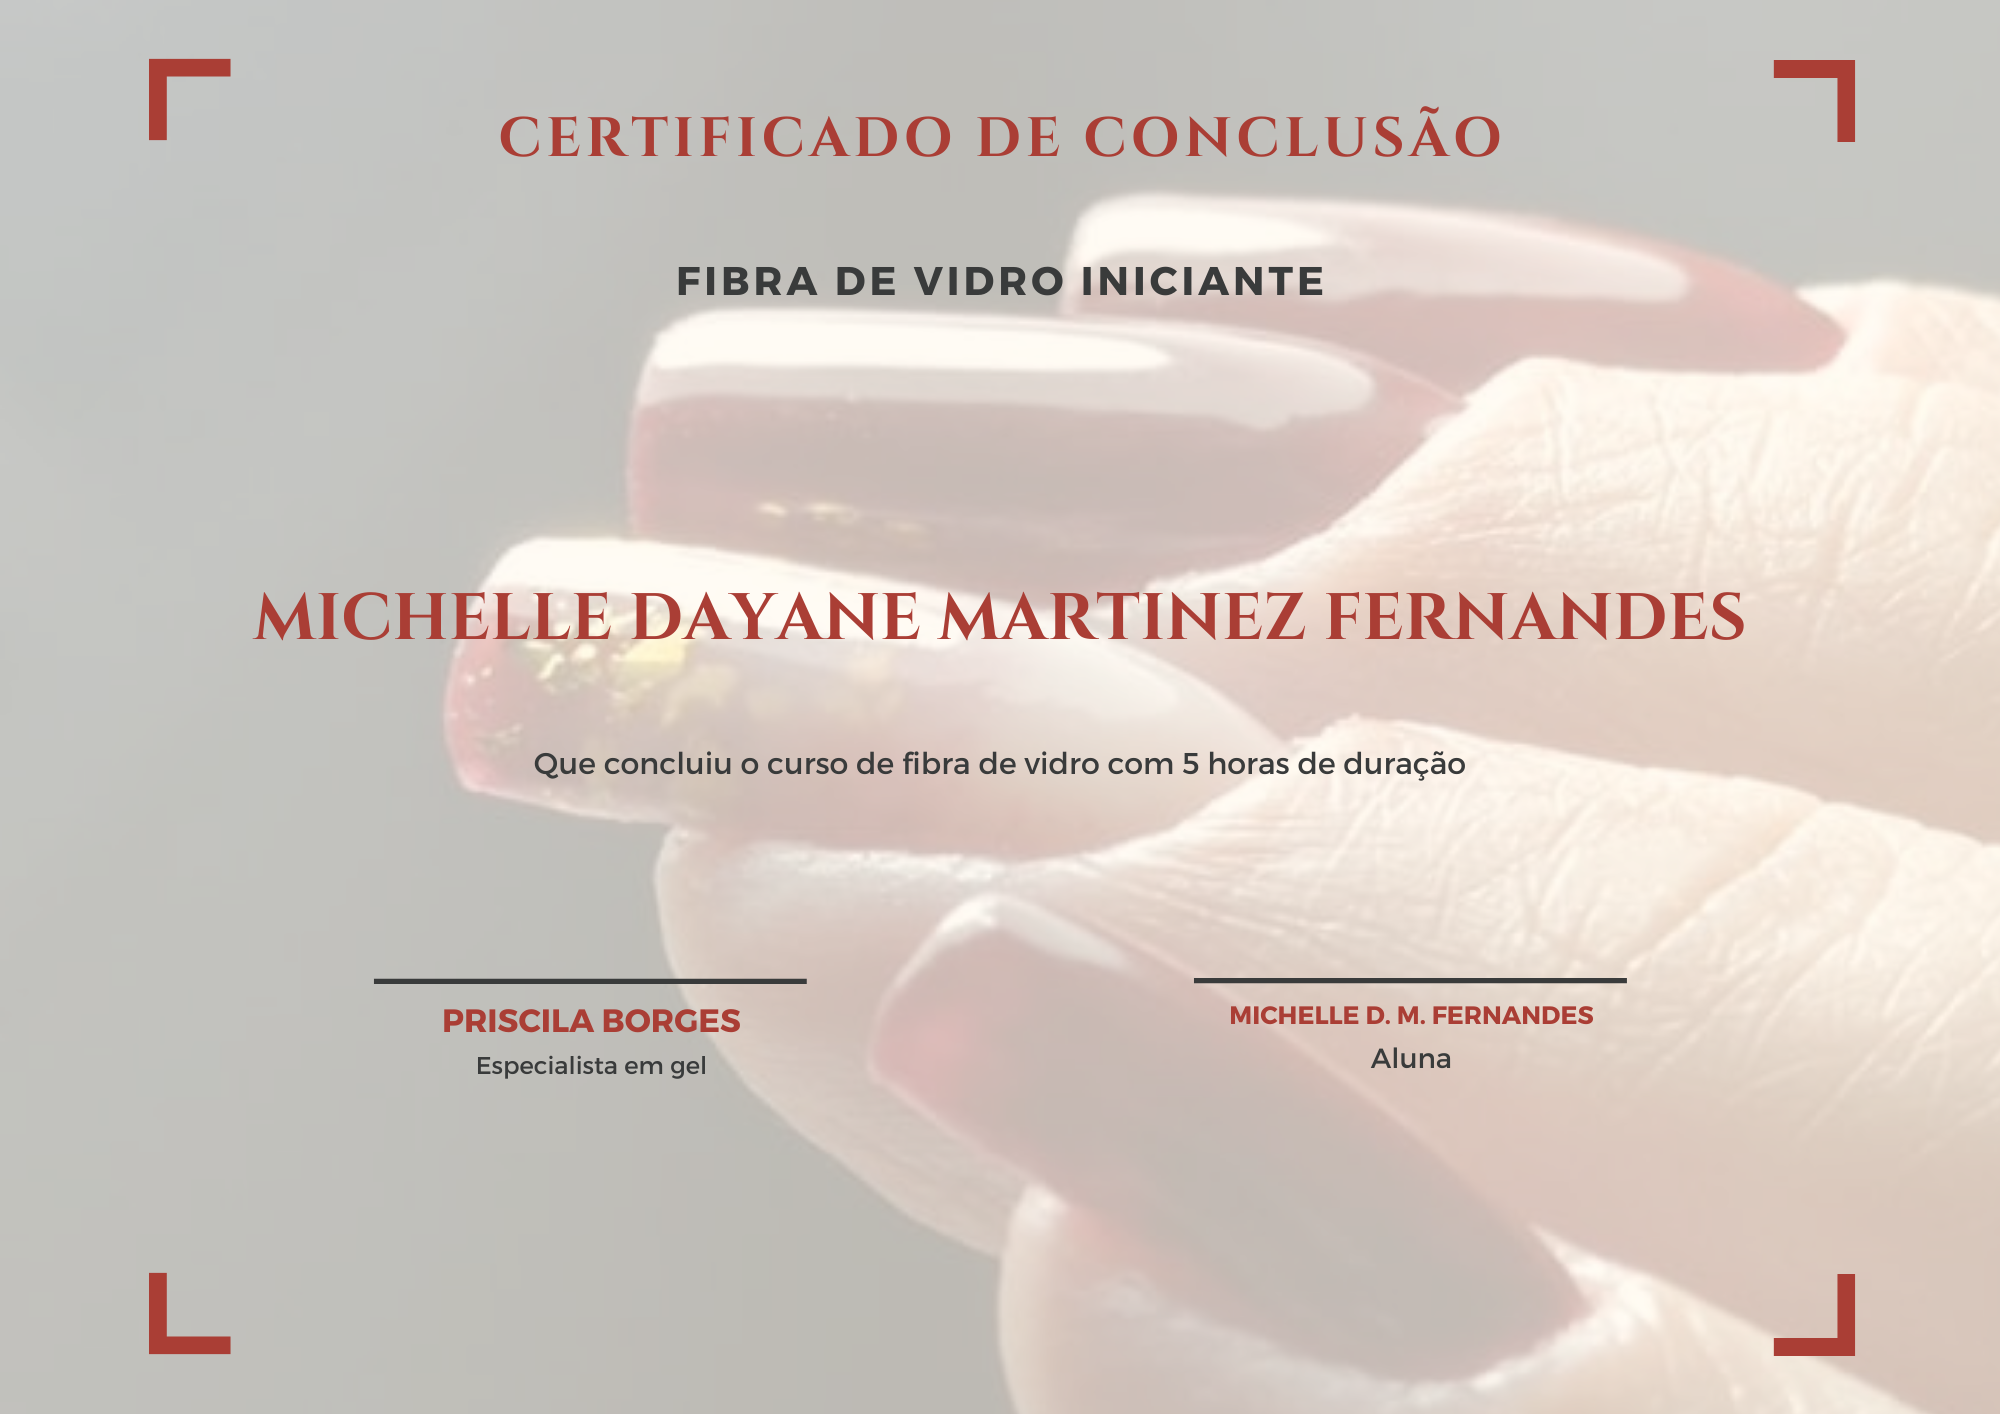 CERTIFICADO DE CONCLUSÃO
FIBRA DE VIDRO INICIANTE
MICHELLE DAYANE MARTINEZ FERNANDES
Que concluiu o curso de fibra de vidro com 5 horas de duração
PRISCILA BORGES
Especialista em gel
MICHELLE D. M. FERNANDES
Aluna